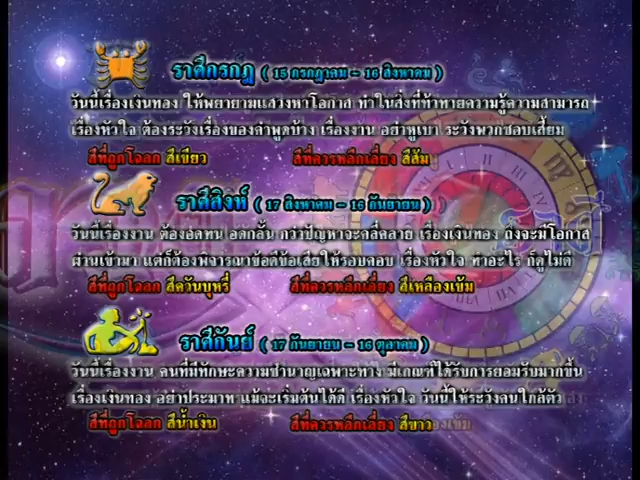 ราศีกรกฎ ( 15 กรกฎาคม - 16 สิงหาคม )
วันนี้เรื่องเงินทอง ให้พยายามแสวงหาโอกาส ทำในสิ่งที่ท้าทายความรู้ความสามารถ
เรื่องหัวใจ ต้องระวังเรื่องของคำพูดบ้าง เรื่องงาน อย่าหูเบา ระวังพวกชอบเสี้ยม
สีที่ถูกโฉลก สีเขียว สีที่ควรหลีกเลี่ยง สีส้ม
ราศีสิงห์ ( 17 สิงหาคม - 16 กันยายน )
วันนี้เรื่องงาน ต้องอดทน อดกลั้น กว่าปัญหาจะคลี่คลาย เรื่องเงินทอง ถึงจะมีโอกาส
ผ่านเข้ามา แต่ก็ต้องพิจารณาข้อดีข้อเสียให้รอบคอบ เรื่องหัวใจ ทำอะไร ก็ดูไม่ดี
สีที่ถูกโฉลก สีควันบุหรี่ สีที่ควรหลีกเลี่ยง สีเหลืองเข้ม
ราศีกันย์ ( 17 กันยายน - 16 ตุลาคม )
วันนี้เรื่องงาน คนที่มีทักษะความชำนาญเฉพาะทาง มีเกณฑ์ได้รับการยอมรับมากขึ้น
เรื่องเงินทอง อย่าประมาท แม้จะเริ่มต้นได้ดี เรื่องหัวใจ วันนี้ให้ระวังคนใกล้ตัว
สีที่ถูกโฉลก สีน้ำเงิน สีที่ควรหลีกเลี่ยง สีขาว